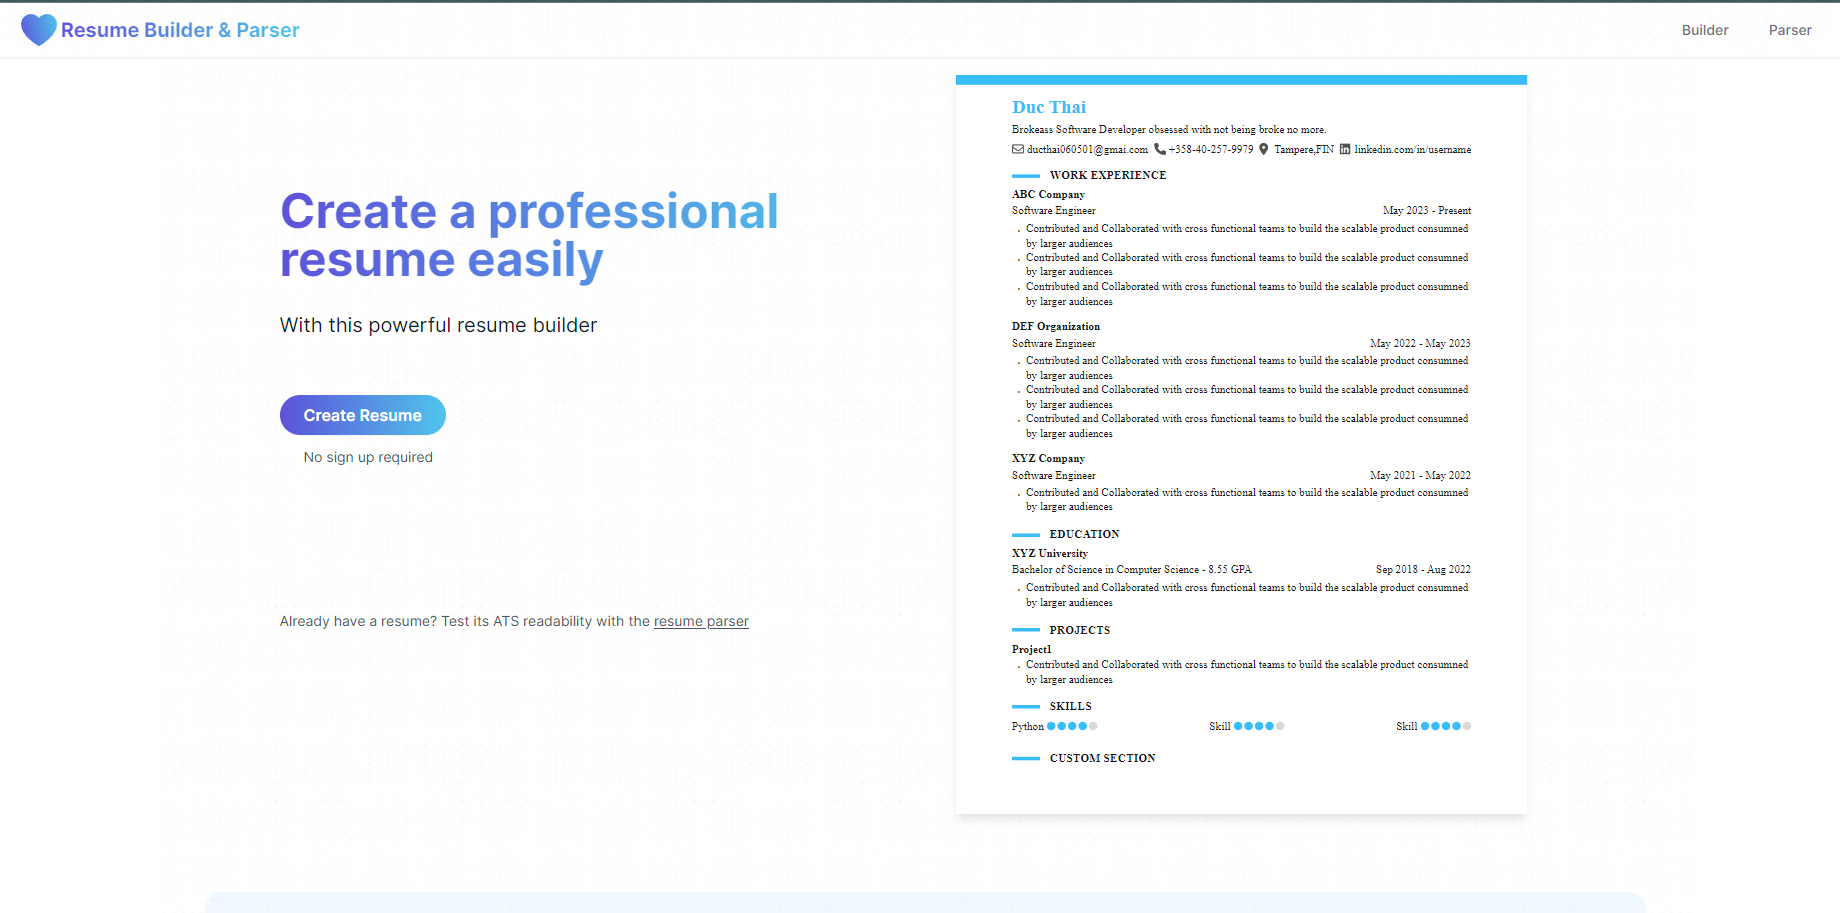 Resume Builder & Parser
Builder
Parser
Create a professional
resume easily
With this powerful resume builder
Create Resume
No sign up required
Already have a resume? Test its ATS readability with the resume parser
Duc Thai
Brokeass Software Developer obsessed with not being broke no more.
ducthai060501@gmai.com +358-40-257-9979 Tampere,FIN linkedin.com/in/username
WORK EXPERIENCE
ABC Company
Software Engineer May 2023 - Present
Contributed and Collaborated with cross functional teams to build the scalable product consumned
by larger audiences
Contributed and Collaborated with cross functional teams to build the scalable product consumned
by larger audiences
Contributed and Collaborated with cross functional teams to build the scalable product consumned
by larger audiences
DEF Organization
Software Engineer May 2022 - May 2023
Contributed and Collaborated with cross functional teams to build the scalable product consumned
by larger audiences
Contributed and Collaborated with cross functional teams to build the scalable product consumned
by larger audiences
Contributed and Collaborated with cross functional teams to build the scalable product consumned
by larger audiences
XYZ Company
Software Engineer May 2021 - May 2022
Contributed and Collaborated with cross functional teams to build the scalable product consumned
by larger audiences
EDUCATION
XYZ University
Bachelor of Science in Computer Science - 8.55 GPA Sep 2018 - Aug 2022
Contributed and Collaborated with cross functional teams to build the scalable product consumned
by larger audiences
PROJECTS
Project1
Contributed and Collaborated with cross functional teams to build the scalable product consumned
by larger audiences
SKILLS
Python Skill Skill
CUSTOM SECTION